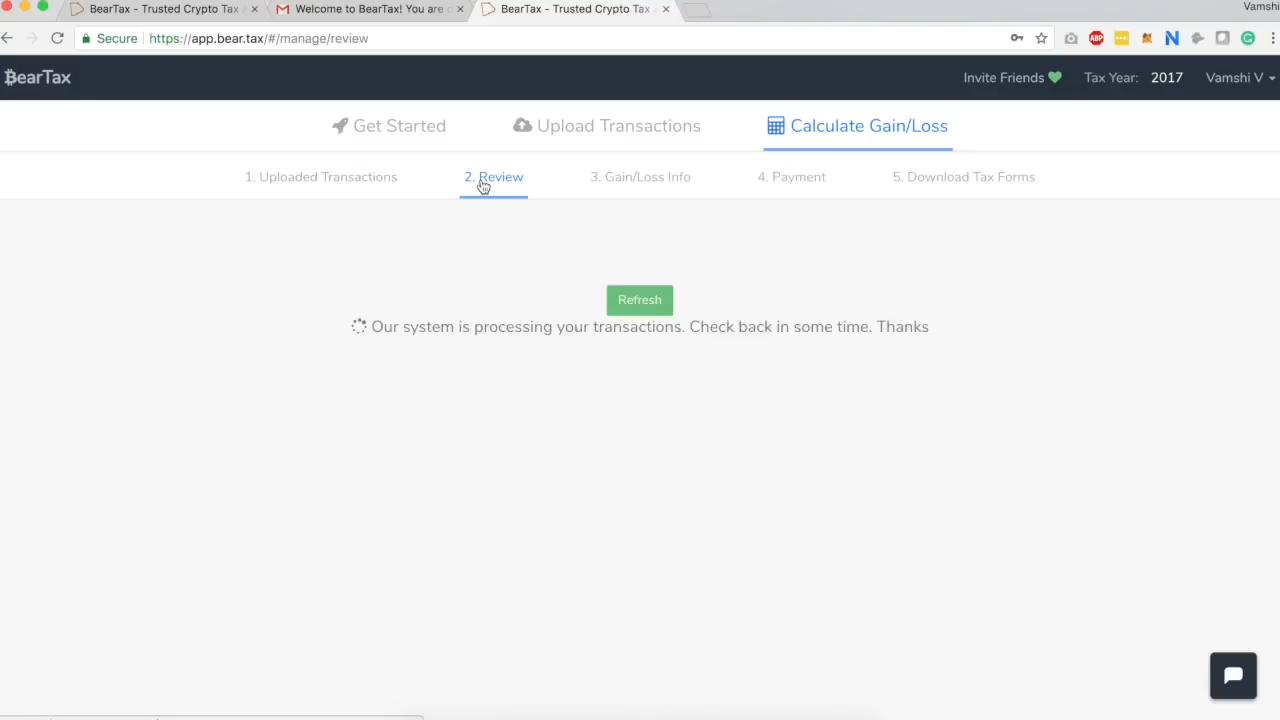 BearTax - Trusted Crypto Tax
Welcome to BearTax! You are
BearTax - Trusted Crypto Tax
Vamshi
Secure
https://app.bear.tax/#/manage/review
ABP
N
BearTax
Invite Friends
Tax Year: 2017
Vamshi V
Get Started
Upload Transactions
Calculate Gain/Loss
1. Uploaded Transactions
2. Review
3. Gain/Loss Info
4. Payment
5. Download Tax Forms
Refresh
Our system is processing your transactions. Check back in some time. Thanks